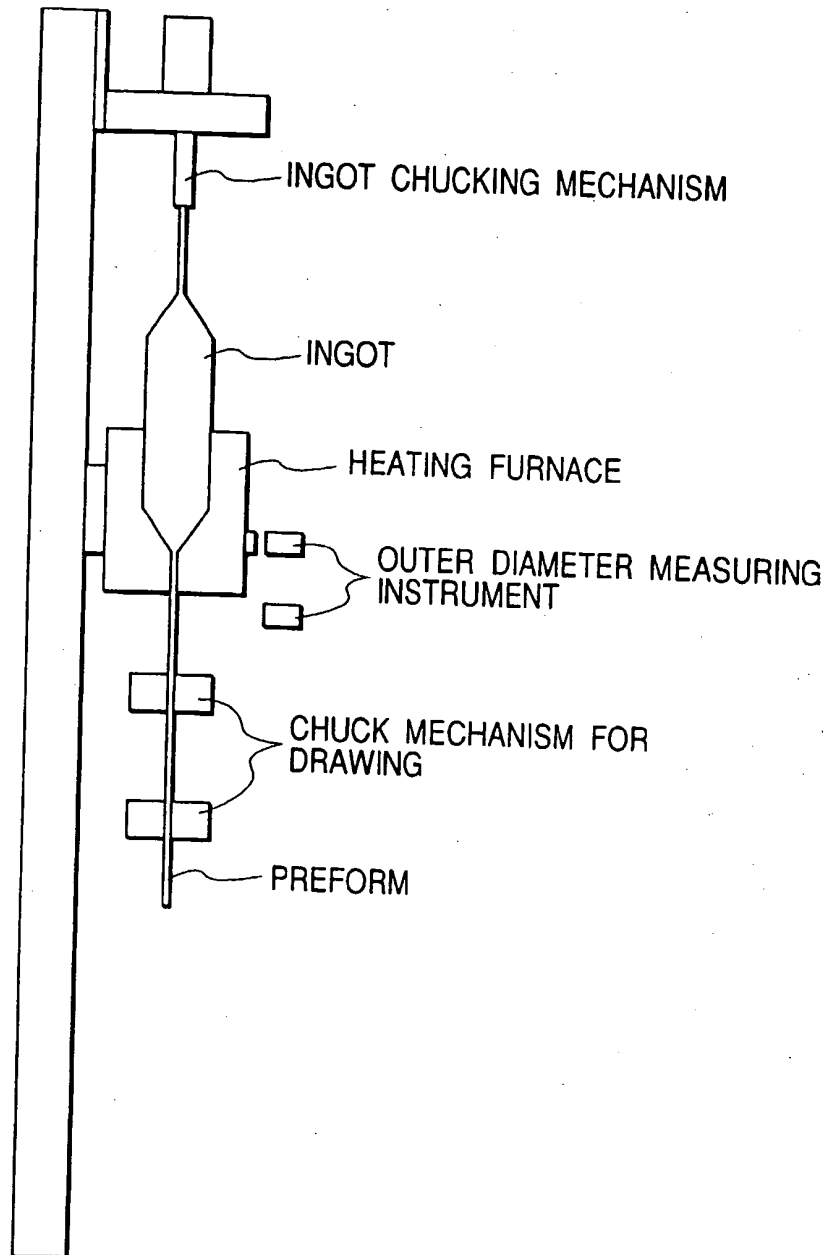 INGOT CHUCKING MECHANISM
INGOT
HEATING FURNACE
OUTER DIAMETER MEASURING
INSTRUMENT
CHUCK MECHANISM FOR
DRAWING
PREFORM